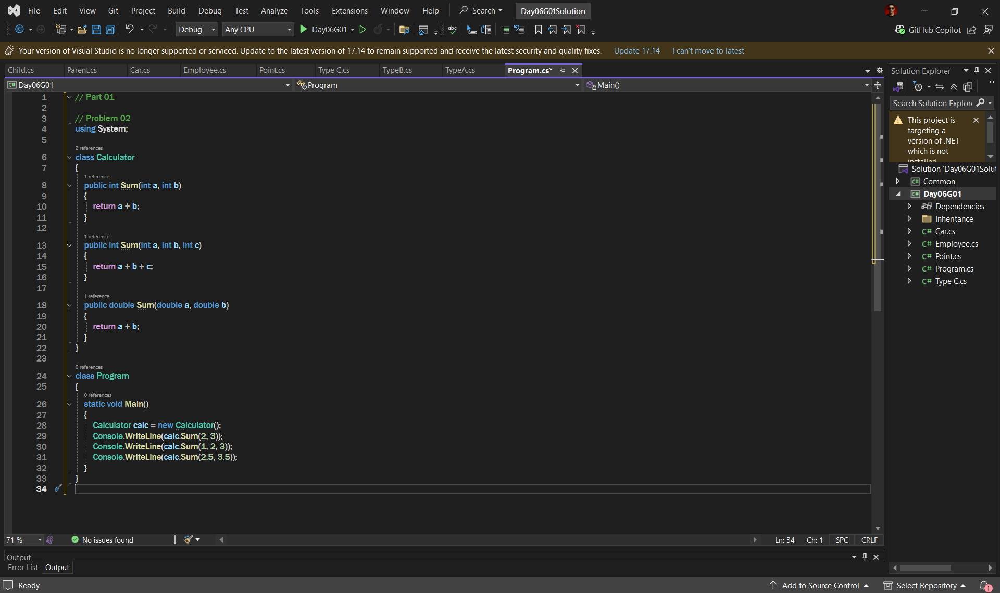 File Edit View Git Project Build Debug Test Analyze Tools Extensions Window Help Search Day06G01Solution
Debug Any CPU Day06G01 abc GitHub Copilot
Your version of Visual Studio is no longer supported or serviced. Update to the latest version of 17.14 to remain supported and receive the latest security and quality fixes. Update 17.14 I can't move to latest
Child.cs Parent.cs Car.cs Employee.cs Point.cs Type C.cs TypeB.cs TypeA.cs Program.cs*
C# Day06G01 Program Main()
1 // Part 01
2
3 // Problem 02
4 using System;
5
2 references
6 class Calculator
7 {
1 reference
8 public int Sum(int a, int b)
9 {
10 return a + b;
11 }
12
1 reference
13 public int Sum(int a, int b, int c)
14 {
15 return a + b + c;
16 }
17
1 reference
18 public double Sum(double a, double b)
19 {
20 return a + b;
21 }
22 }
23
0 references
24 class Program
25 {
0 references
26 static void Main()
27 {
28 Calculator calc = new Calculator();
29 Console.WriteLine(calc.Sum(2, 3));
30 Console.WriteLine(calc.Sum(1, 2, 3));
31 Console.WriteLine(calc.Sum(2.5, 3.5));
32 }
33 }
34
71 % No issues found Ln: 34 Ch: 1 SPC CRLF
Output
Error List Output
Solution Explorer
Search Solution Explor
This project is
targeting a
version of .NET
which is not
installed
Solution 'Day06G01Solu
C# Common
C# Day06G01
Dependencies
Inheritance
C# Car.cs
C# Employee.cs
C# Point.cs
C# Program.cs
C# Type C.cs
Ready Add to Source Control Select Repository 1